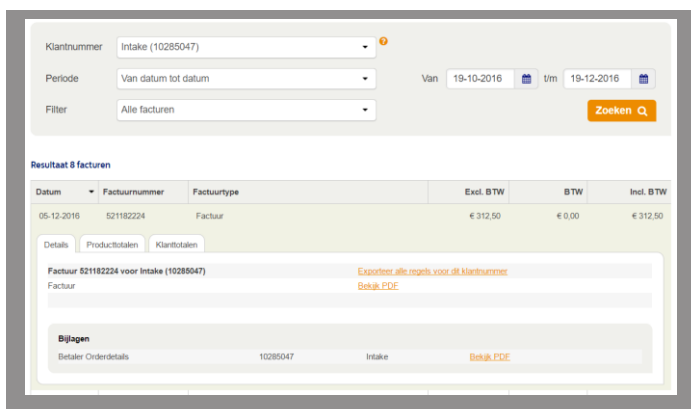 Klantnummer Intake (10285047) ?
Periode Van datum tot datum Van 19-10-2016 t/m 19-12-2016
Filter Alle facturen Zoeken
Resultaat 8 facturen
Datum Factuurnummer Factuurtype Excl. BTW BTW Incl. BTW
05-12-2016 521182224 Factuur € 312,50 € 0,00 € 312,50
Details Producttotalen Klanttotalen
Factuur 521182224 voor Intake (10285047) Exporteer alle regels voor dit klantnummer
Factuur Bekijk PDF
Bijlagen
Betaler Orderdetails 10285047 Intake Bekijk PDF